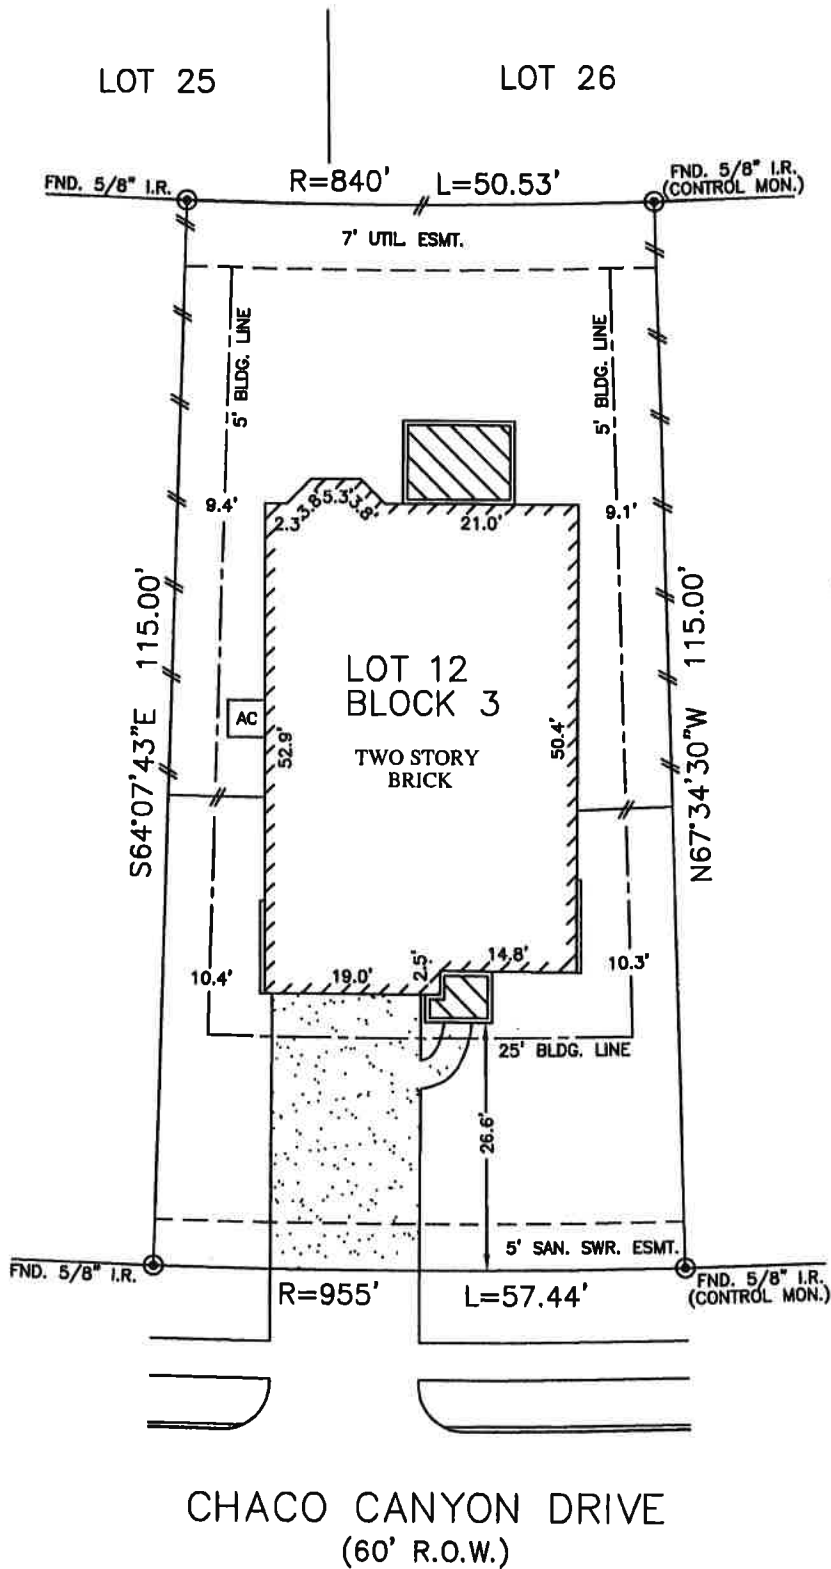 LOT 25
LOT 26
FND. 5/8" I.R.
R=840'
L=50.53'
FND. 5/8" I.R.
(CONTROL MON.)
7' UTIL. ESMT.
5' BLDG. LINE
5' BLDG. LINE
9.4'
2.3'
3.8'
5.3'
3.8'
21.0'
9.1'
S64°07'43"E 115.00'
N67°34'30"W 115.00'
LOT 12
BLOCK 3
AC
52.9'
50.4'
TWO STORY
BRICK
10.4'
19.0'
2.5'
14.8'
10.3'
25' BLDG. LINE
26.6'
5' SAN. SWR. ESMT.
FND. 5/8" I.R.
R=955'
L=57.44'
FND. 5/8" I.R.
(CONTROL MON.)
CHACO CANYON DRIVE
(60' R.O.W.)